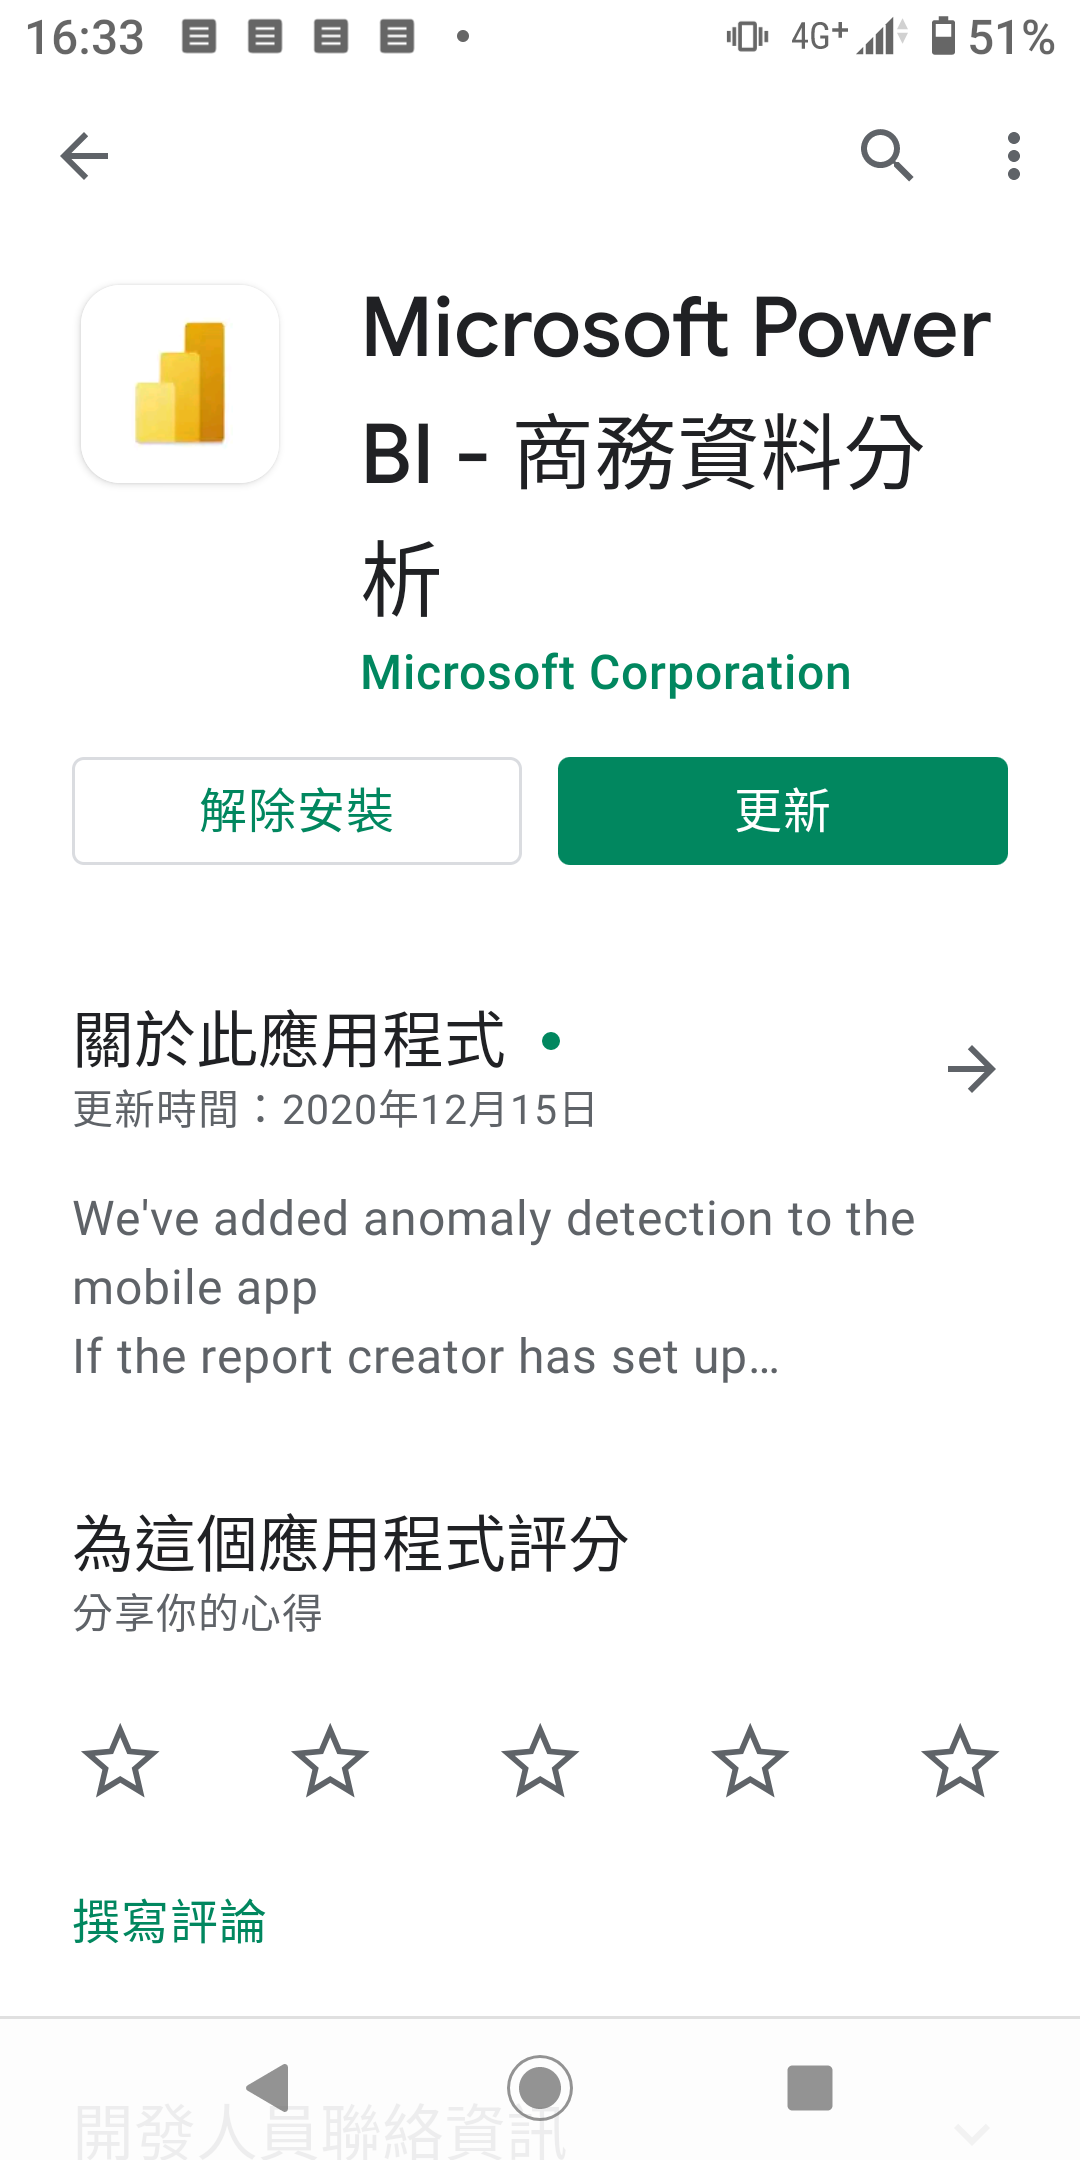 16:33
4G+
51%
Microsoft Power
BI - 商務資料分
析
Microsoft Corporation
解除安裝
更新
關於此應用程式
更新時間：2020年12月15日
We've added anomaly detection to the
mobile app
If the report creator has set up…
為這個應用程式評分
分享你的心得
撰寫評論
開發人員聯絡資訊